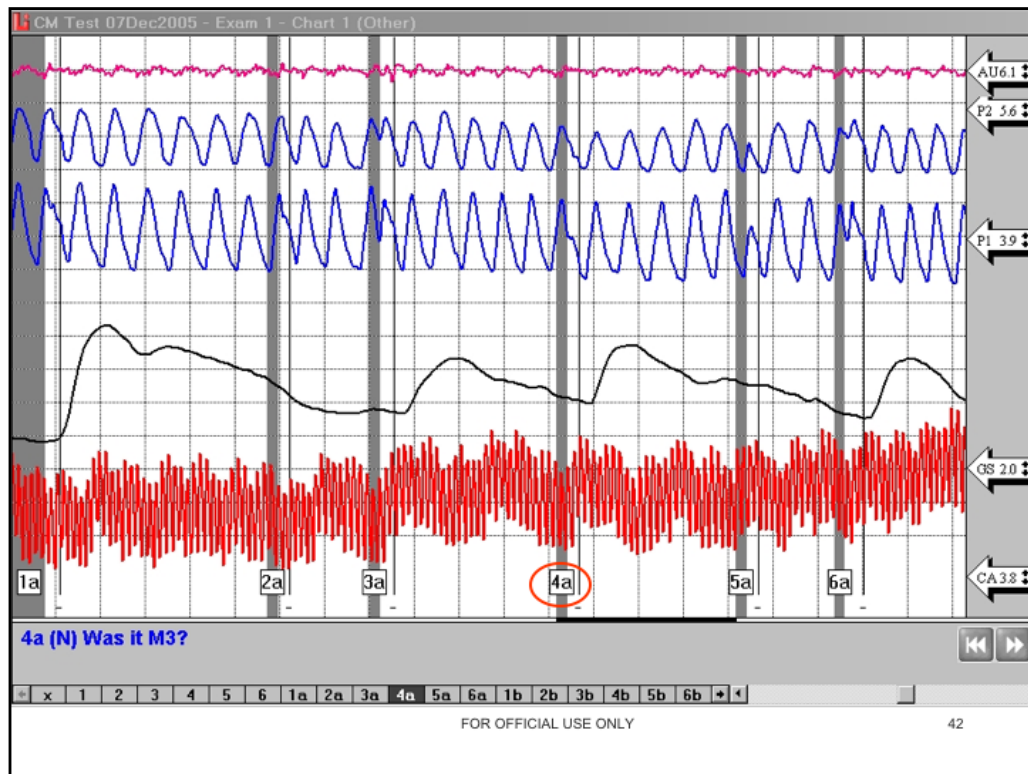 CM Test 07Dec2005 - Exam 1 - Chart 1 (Other)
AU6.1
P2 5.6
P1 3.9
GS 2.0
CA 3.8
1a 2a 3a 4a 5a 6a
- - - - - -
4a (N) Was it M3?
x 1 2 3 4 5 6 1a 2a 3a 4a 5a 6a 1b 2b 3b 4b 5b 6b
FOR OFFICIAL USE ONLY 42